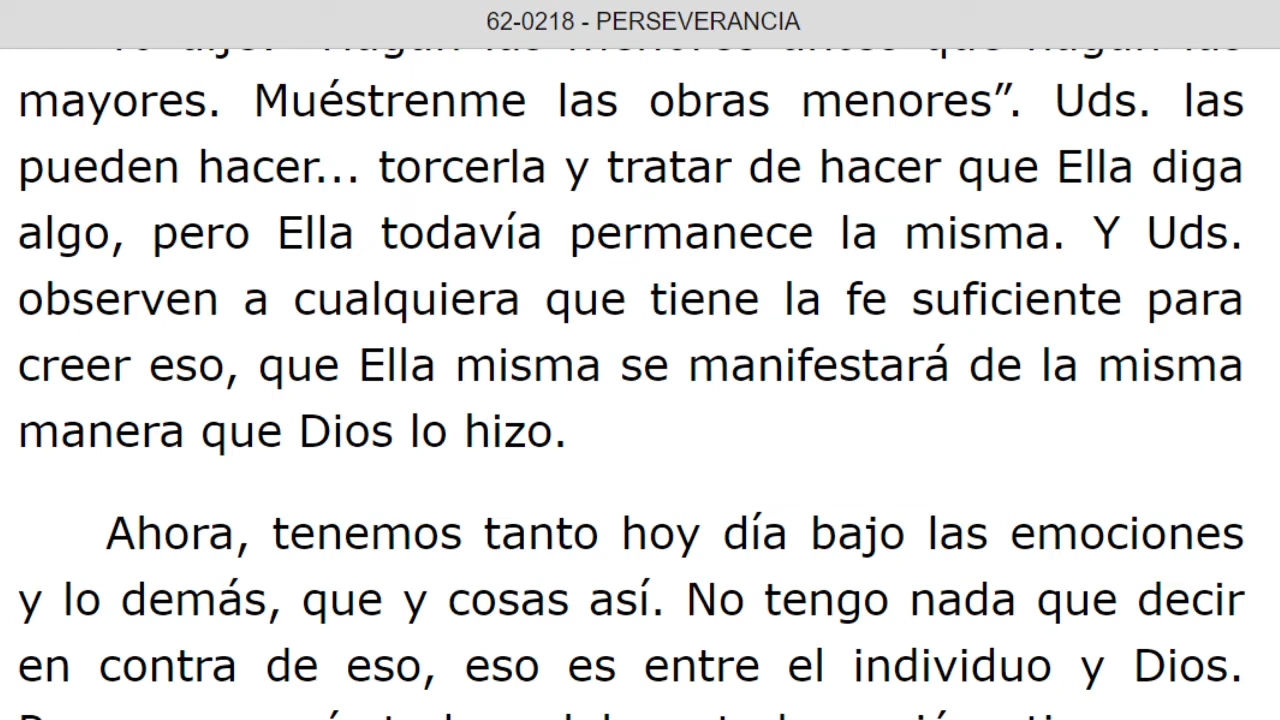 62-0218 - PERSEVERANCIA
mayores. Muéstrenme las obras menores”. Uds. las
pueden hacer... torcerla y tratar de hacer que Ella diga
algo, pero Ella todavía permanece la misma. Y Uds.
observen a cualquiera que tiene la fe suficiente para
creer eso, que Ella misma se manifestará de la misma
manera que Dios lo hizo.
Ahora, tenemos tanto hoy día bajo las emociones
y lo demás, que y cosas así. No tengo nada que decir
en contra de eso, eso es entre el individuo y Dios.